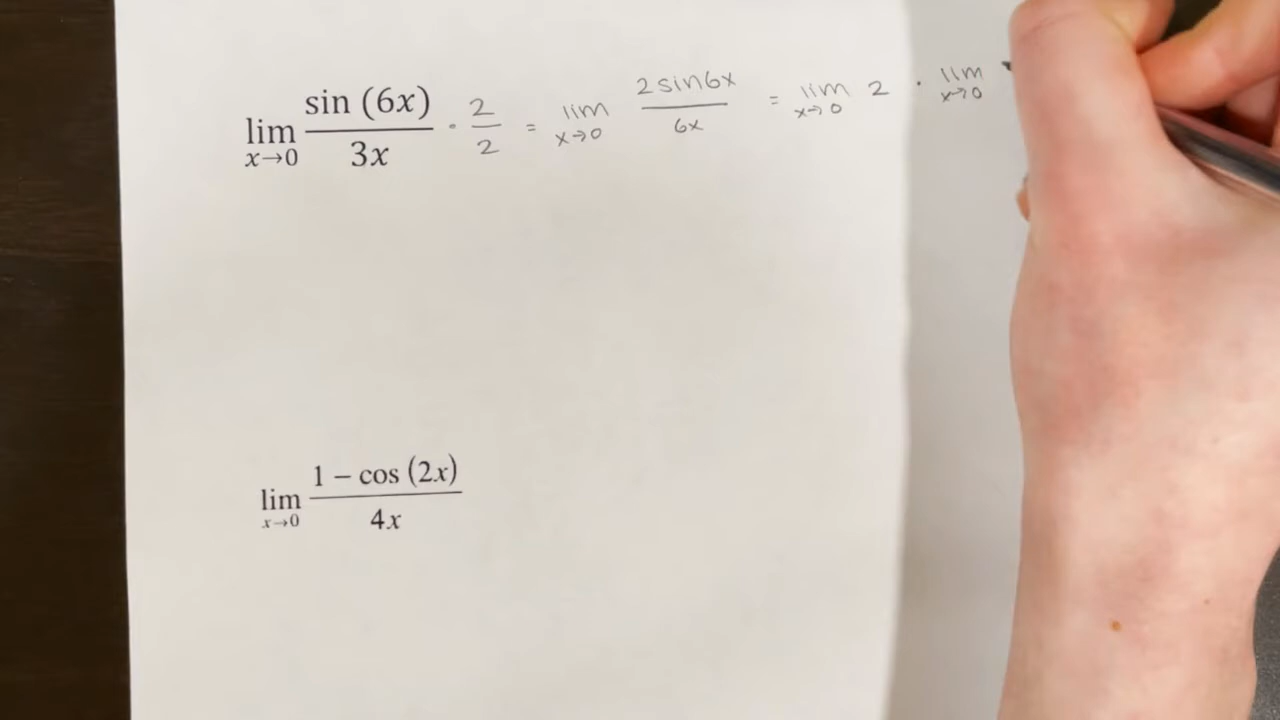 lim x→0 sin (6x) / 3x · 2/2 = lim x→0 2sin6x / 6x = lim x→0 2 · lim x→0
lim x→0 1 − cos (2x) / 4x